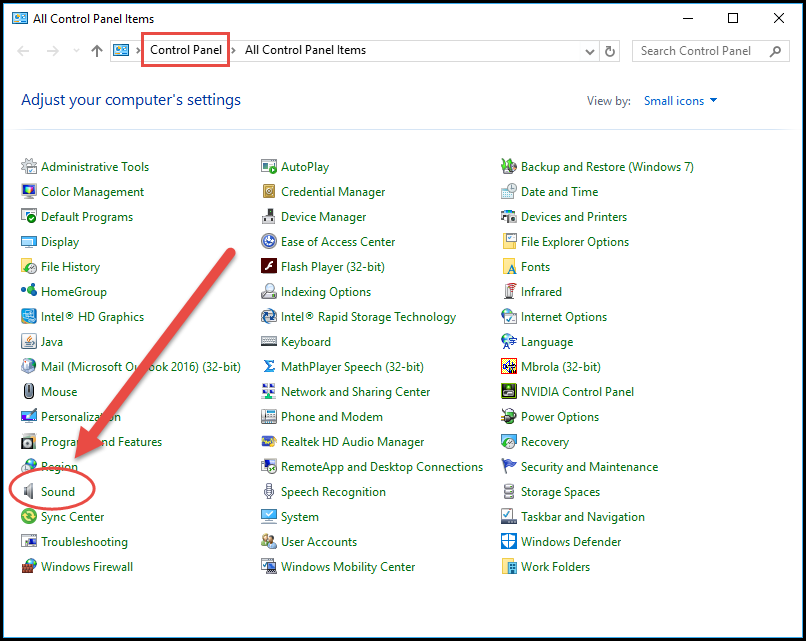 All Control Panel Items
Control Panel All Control Panel Items Search Control Panel
Adjust your computer's settings View by: Small icons
Administrative Tools AutoPlay Backup and Restore (Windows 7)
Color Management Credential Manager Date and Time
Default Programs Device Manager Devices and Printers
Display Ease of Access Center File Explorer Options
File History Flash Player (32-bit) Fonts
HomeGroup Indexing Options Infrared
Intel® HD Graphics Intel® Rapid Storage Technology Internet Options
Java Keyboard Language
Mail (Microsoft Outlook 2016) (32-bit) MathPlayer Speech (32-bit) Mbrola (32-bit)
Mouse Network and Sharing Center NVIDIA Control Panel
Personalization Phone and Modem Power Options
Programs and Features Realtek HD Audio Manager Recovery
Region RemoteApp and Desktop Connections Security and Maintenance
Sound Speech Recognition Storage Spaces
Sync Center System Taskbar and Navigation
Troubleshooting User Accounts Windows Defender
Windows Firewall Windows Mobility Center Work Folders